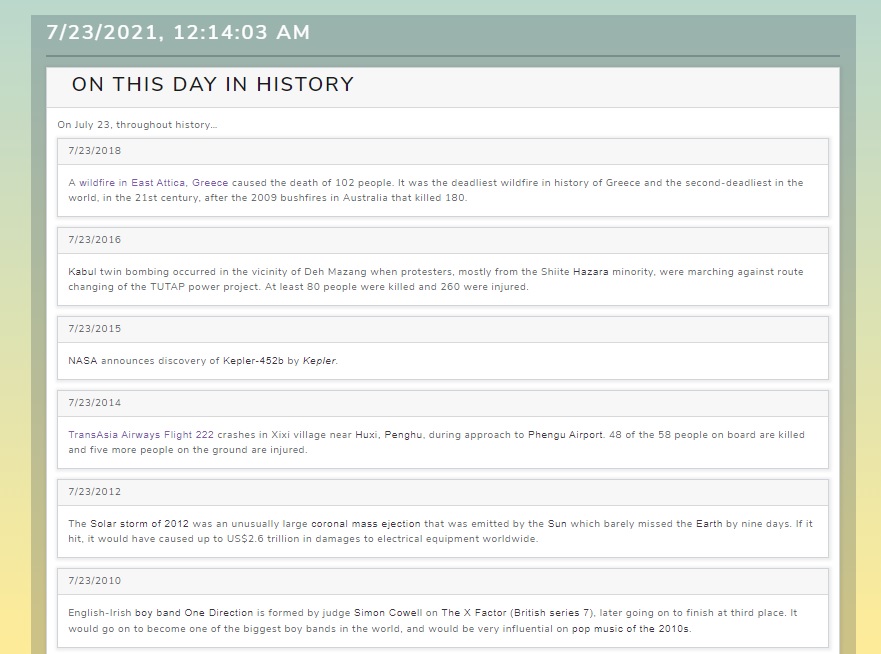 7/23/2021, 12:14:03 AM
ON THIS DAY IN HISTORY
On July 23, throughout history...
7/23/2018
A wildfire in East Attica, Greece caused the death of 102 people. It was the deadliest wildfire in history of Greece and the second-deadliest in the
world, in the 21st century, after the 2009 bushfires in Australia that killed 180.
7/23/2016
Kabul twin bombing occurred in the vicinity of Deh Mazang when protesters, mostly from the Shiite Hazara minority, were marching against route
changing of the TUTAP power project. At least 80 people were killed and 260 were injured.
7/23/2015
NASA announces discovery of Kepler-452b by Kepler.
7/23/2014
TransAsia Airways Flight 222 crashes in Xixi village near Huxi, Penghu, during approach to Phengu Airport. 48 of the 58 people on board are killed
and five more people on the ground are injured.
7/23/2012
The Solar storm of 2012 was an unusually large coronal mass ejection that was emitted by the Sun which barely missed the Earth by nine days. If it
hit, it would have caused up to US$2.6 trillion in damages to electrical equipment worldwide.
7/23/2010
English-Irish boy band One Direction is formed by judge Simon Cowell on The X Factor (British series 7), later going on to finish at third place. It
would go on to become one of the biggest boy bands in the world, and would be very influential on pop music of the 2010s.